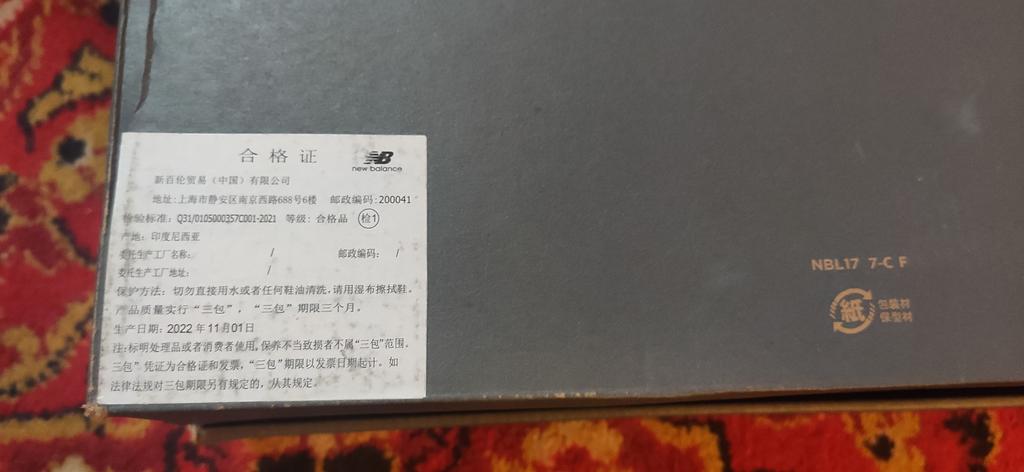 合格证
NB
new balance
新百伦贸易（中国）有限公司
地址:上海市静安区南京西路688号6楼 邮政编码:200041
检验标准: Q31/0105000357C001-2021 等级: 合格品 检1
产地: 印度尼西亚
委托生产工厂名称: / 邮政编码: /
委托生产工厂地址: /
保护方法: 切勿直接用水或者任何鞋油清洗,请用湿布擦拭鞋。
产品质量实行“三包”，“三包”期限三个月。
生产日期: 2022 年 11月01日
注: 标明处理品或者消费者使用,保养不当致损者不属“三包”范围。
三包”凭证为合格证和发票,“三包”期限以发票日期起计。如
法律法规对三包期限另有规定的,从其规定。
NBL17 7-C F
紙
包装材
保型材